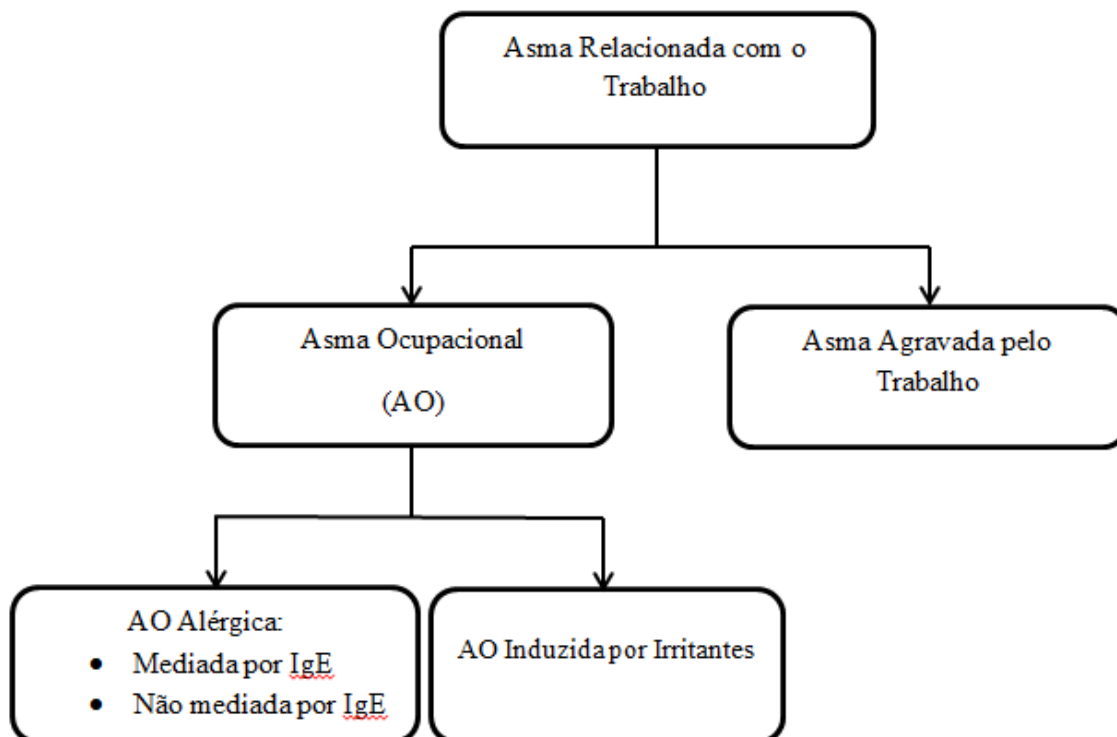 Asma Relacionada com o
Trabalho
Asma Ocupacional
(AO)
Asma Agravada pelo
Trabalho
AO Alérgica:
• Mediada por IgE
• Não mediada por IgE
AO Induzida por Irritantes